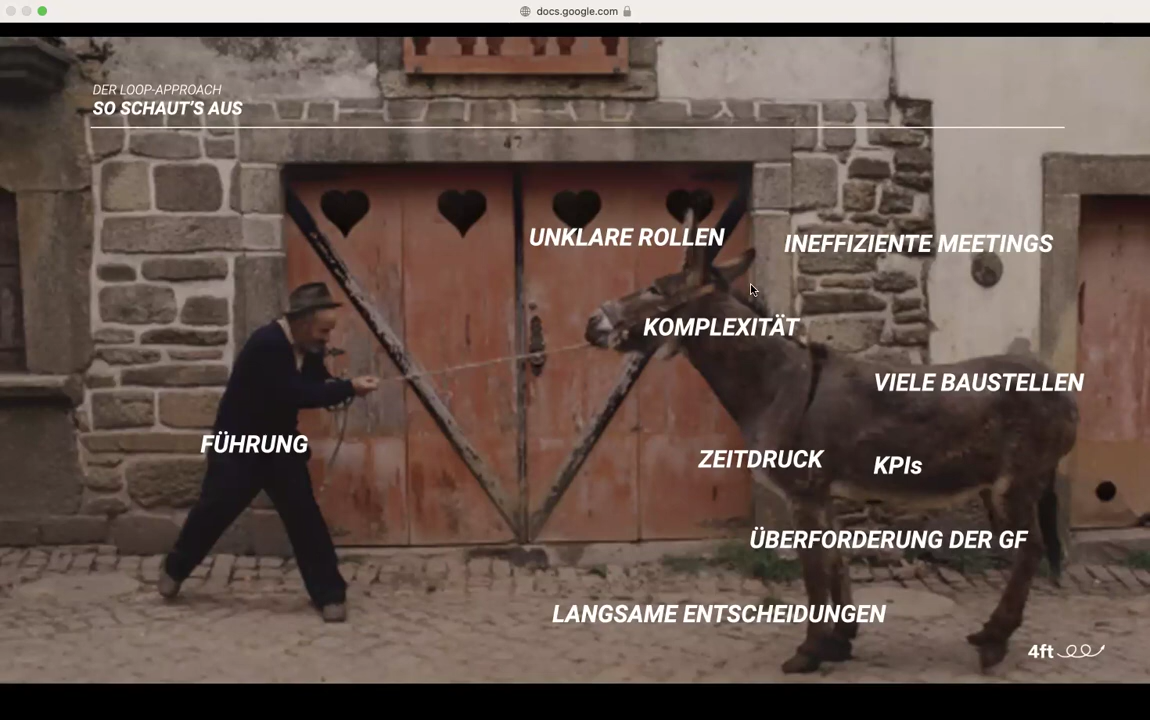 docs.google.com
DER LOOP-APPROACH
SO SCHAUT'S AUS
UNKLARE ROLLEN
INEFFIZIENTE MEETINGS
KOMPLEXITÄT
VIELE BAUSTELLEN
FÜHRUNG
ZEITDRUCK
KPIs
ÜBERFORDERUNG DER GF
LANGSAME ENTSCHEIDUNGEN
4ft